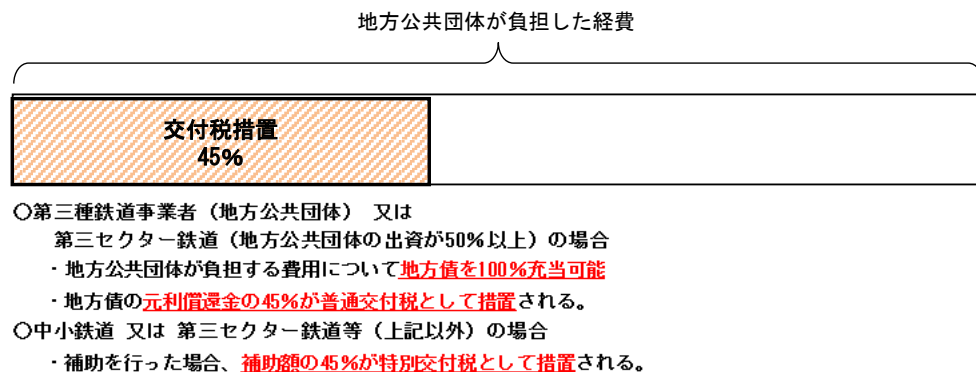 地方公共団体が負担した経費
交付税措置
45%
○第三種鉄道事業者（地方公共団体） 又は
第三セクター鉄道（地方公共団体の出資が50%以上）の場合
・地方公共団体が負担する費用について地方債を100%充当可能
・地方債の元利償還金の45%が普通交付税として措置される。
○中小鉄道 又は 第三セクター鉄道等（上記以外）の場合
・補助を行った場合、補助額の45%が特別交付税として措置される。